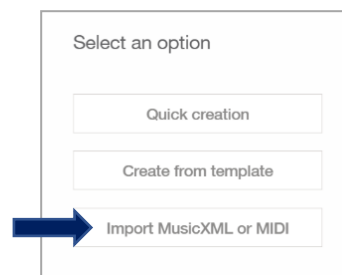 Select an option
Quick creation
Create from template
Import MusicXML or MIDI